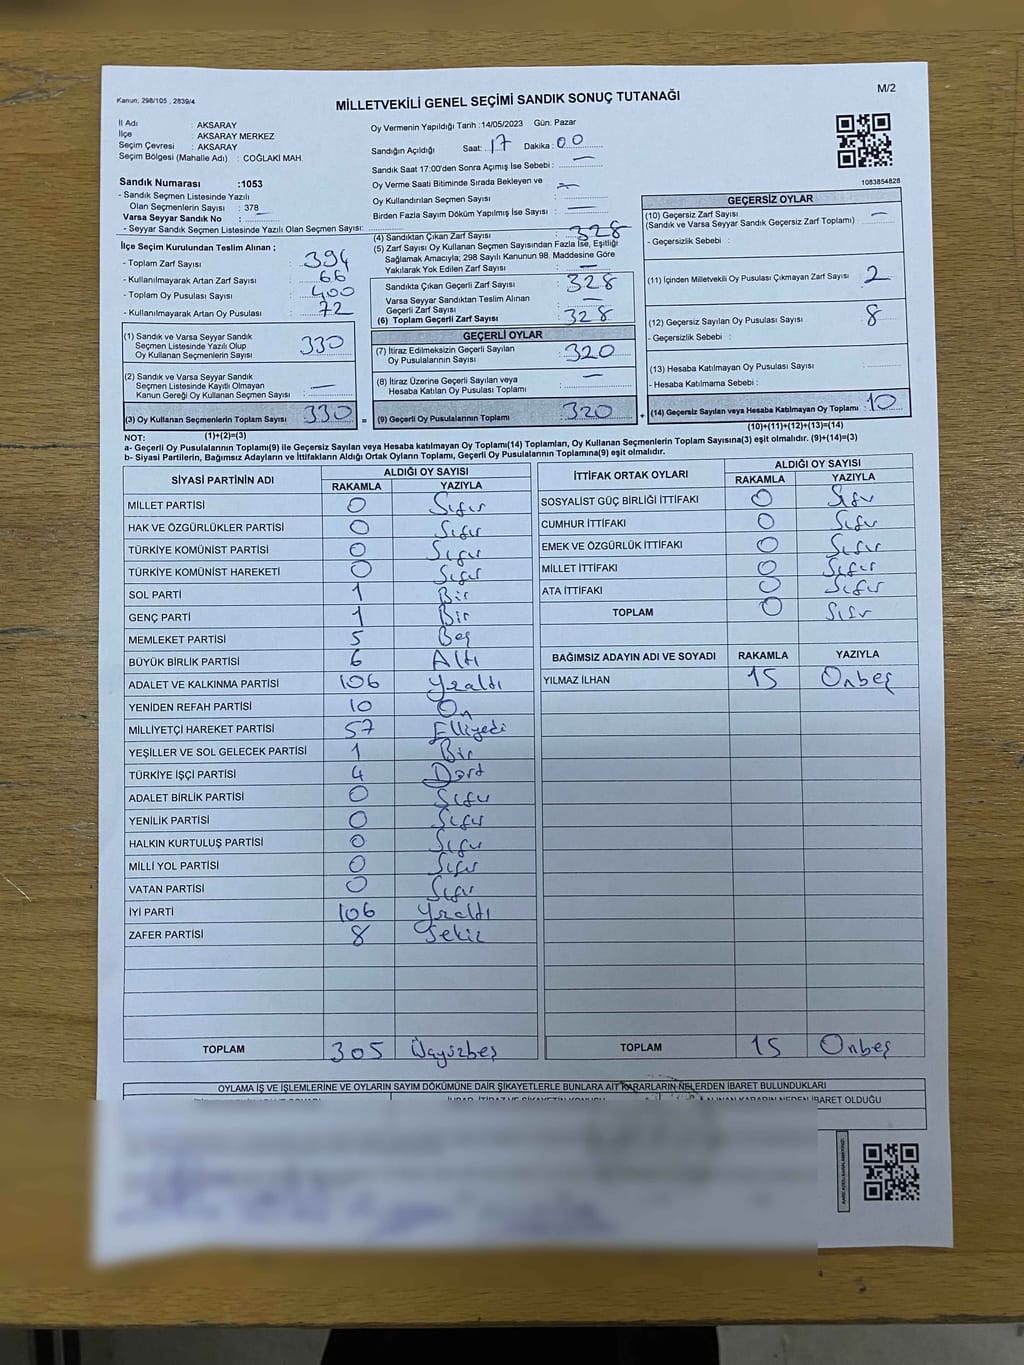 Kanun; 298/105 , 2839/4
MİLLETVEKİLİ GENEL SEÇİMİ SANDIK SONUÇ TUTANAĞI
M/2
İl Adı : AKSARAY
İlçe : AKSARAY MERKEZ
Seçim Çevresi : AKSARAY
Seçim Bölgesi (Mahalle Adı) : COĞLAKİ MAH.
Oy Vermenin Yapıldığı Tarih :14/05/2023 Gün: Pazar
Sandığın Açıldığı Saat: 17 Dakika: 00
Sandık Saat 17:00'den Sonra Açımış İse Sebebi : —
Oy Verme Saati Bitiminde Sırada Bekleyen ve
Oy Kullandırılan Seçmen Sayısı : —
Birden Fazla Sayım Döküm Yapılmış İse Sayısı : —
1083854828
Sandık Numarası :1053
- Sandık Seçmen Listesinde Yazılı
Olan Seçmenlerin Sayısı : 378
Varsa Seyyar Sandık No : —
- Seyyar Sandık Seçmen Listesinde Yazılı Olan Seçmen Sayısı:
İlçe Seçim Kurulundan Teslim Alınan ;
- Toplam Zarf Sayısı : 394
- Kullanılmayarak Artan Zarf Sayısı : 66
- Toplam Oy Pusulası Sayısı : 400
- Kullanılmayarak Artan Oy Pusulası : 72
(1) Sandık ve Varsa Seyyar Sandık
Seçmen Listesinde Yazılı Olup
Oy Kullanan Seçmenlerin Sayısı : 330
(2) Sandık ve Varsa Seyyar Sandık
Seçmen Listesinde Kayıtlı Olmayan
Kanun Gereği Oy Kullanan Seçmen Sayısı : —
(3) Oy Kullanan Seçmenlerin Toplam Sayısı : 330
(1)+(2)=(3)
(4) Sandıktan Çıkan Zarf Sayısı : 328
(5) Zarf Sayısı Oy Kullanan Seçmen Sayısından Fazla İse, Eşitliği
Sağlamak Amacıyla; 298 Sayılı Kanunun 98. Maddesine Göre
Yakılarak Yok Edilen Zarf Sayısı : —
Sandıkta Çıkan Geçerli Zarf Sayısı : 328
Varsa Seyyar Sandıktan Teslim Alınan
Geçerli Zarf Sayısı : —
(6) Toplam Geçerli Zarf Sayısı : 328
GEÇERLİ OYLAR
(7) İtiraz Edilmeksizin Geçerli Sayılan
Oy Pusulalarının Sayısı : 320
(8) İtiraz Üzerine Geçerli Sayılan veya
Hesaba Katılan Oy Pusulası Toplamı : —
= (9) Geçerli Oy Pusulalarının Toplamı : 320
GEÇERSİZ OYLAR
(10) Geçersiz Zarf Sayısı : —
(Sandık ve Varsa Seyyar Sandık Geçersiz Zarf Toplamı)
- Geçersizlik Sebebi :
(11) İçinden Milletvekili Oy Pusulası Çıkmayan Zarf Sayısı : 2
(12) Geçersiz Sayılan Oy Pusulası Sayısı : 8
- Geçersizlik Sebebi :
(13) Hesaba Katılmayan Oy Pusulası Sayısı :
- Hesaba Katılmama Sebebi :
+ (14) Geçersiz Sayılan veya Hesaba Katılmayan Oy Toplamı : 10
(10)+(11)+(12)+(13)=(14)
NOT:
a- Geçerli Oy Pusulalarının Toplamı(9) ile Geçersiz Sayılan veya Hesaba katılmayan Oy Toplamı(14) Toplamları, Oy Kullanan Seçmenlerin Toplam Sayısına(3) eşit olmalıdır. (9)+(14)=(3)
b- Siyasi Partilerin, Bağımsız Adayların ve İttifakların Aldığı Ortak Oyların Toplamı, Geçerli Oy Pusulalarının Toplamına(9) eşit olmalıdır.
SİYASİ PARTİNİN ADI ALDIĞI OY SAYISI
RAKAMLA YAZIYLA
MİLLET PARTİSİ 0 Sıfır
HAK VE ÖZGÜRLÜKLER PARTİSİ 0 Sıfır
TÜRKİYE KOMÜNİST PARTİSİ 0 Sıfır
TÜRKİYE KOMÜNİST HAREKETİ 0 Sıfır
SOL PARTİ 1 Bir
GENÇ PARTİ 1 Bir
MEMLEKET PARTİSİ 5 Beş
BÜYÜK BİRLİK PARTİSİ 6 Altı
ADALET VE KALKINMA PARTİSİ 106 Yüzaltı
YENİDEN REFAH PARTİSİ 10 On
MİLLİYETÇİ HAREKET PARTİSİ 57 Elliyedi
YEŞİLLER VE SOL GELECEK PARTİSİ 1 Bir
TÜRKİYE İŞÇİ PARTİSİ 4 Dört
ADALET BİRLİK PARTİSİ 0 Sıfır
YENİLİK PARTİSİ 0 Sıfır
HALKIN KURTULUŞ PARTİSİ 0 Sıfır
MİLLİ YOL PARTİSİ 0 Sıfır
VATAN PARTİSİ 0 Sıfır
İYİ PARTİ 106 Yüzaltı
ZAFER PARTİSİ 8 Sekiz
TOPLAM 305 Üçyüzbeş
İTTİFAK ORTAK OYLARI ALDIĞI OY SAYISI
RAKAMLA YAZIYLA
SOSYALİST GÜÇ BİRLİĞİ İTTİFAKI 0 Sıfır
CUMHUR İTTİFAKI 0 Sıfır
EMEK VE ÖZGÜRLÜK İTTİFAKI 0 Sıfır
MİLLET İTTİFAKI 0 Sıfır
ATA İTTİFAKI 0 Sıfır
TOPLAM 0 Sıfır
BAĞIMSIZ ADAYIN ADI VE SOYADI RAKAMLA YAZIYLA
YILMAZ İLHAN 15 Onbeş
TOPLAM 15 Onbeş
OYLAMA İŞ VE İŞLEMLERİNE VE OYLARIN SAYIM DÖKÜMÜNE DAİR ŞİKAYETLERLE BUNLARA AİT KARARLARIN NELERDEN İBARET BULUNDUKLARI
ALINAN KARARIN NEDEN İBARET OLDUĞU